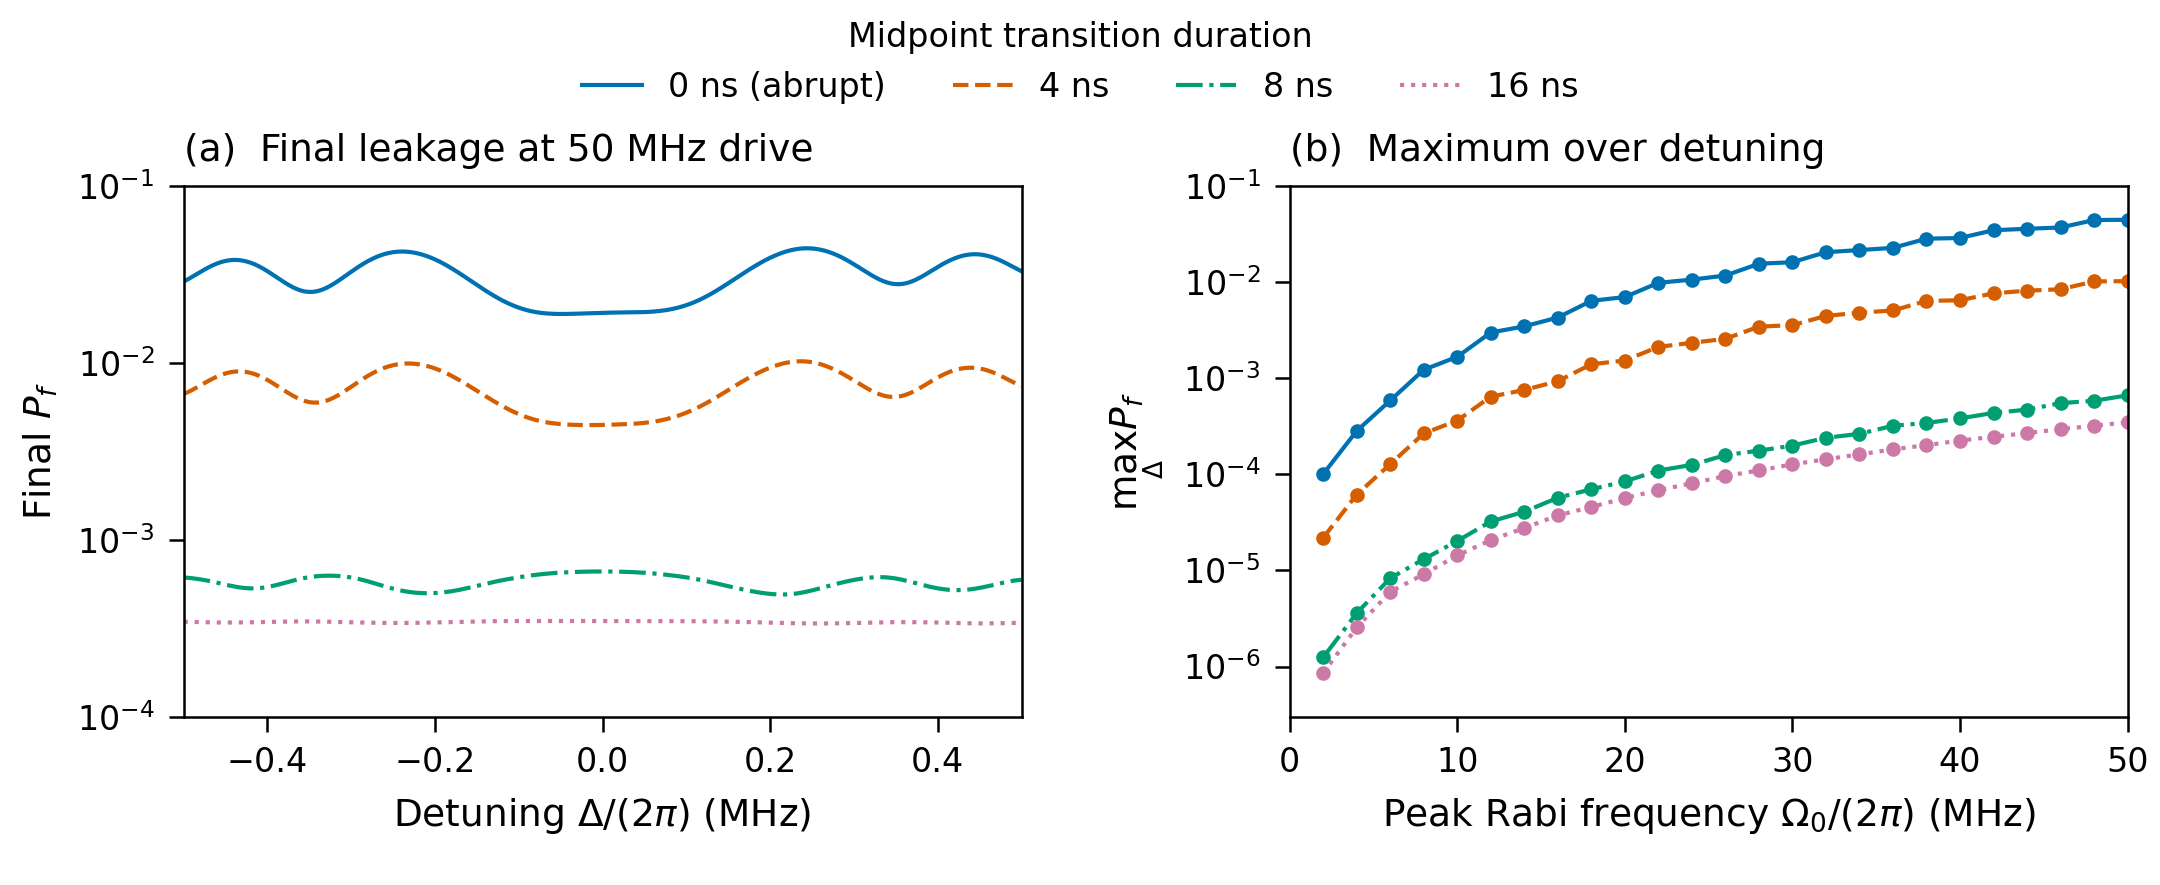 Midpoint transition duration
0 ns (abrupt) 4 ns 8 ns 16 ns
(a) Final leakage at 50 MHz drive
10⁻¹
10⁻²
10⁻³
10⁻⁴
Final P_f
−0.4 −0.2 0.0 0.2 0.4
Detuning Δ/(2π) (MHz)
(b) Maximum over detuning
10⁻¹
10⁻²
10⁻³
10⁻⁴
10⁻⁵
10⁻⁶
max P_f
Δ
0 10 20 30 40 50
Peak Rabi frequency Ω₀/(2π) (MHz)